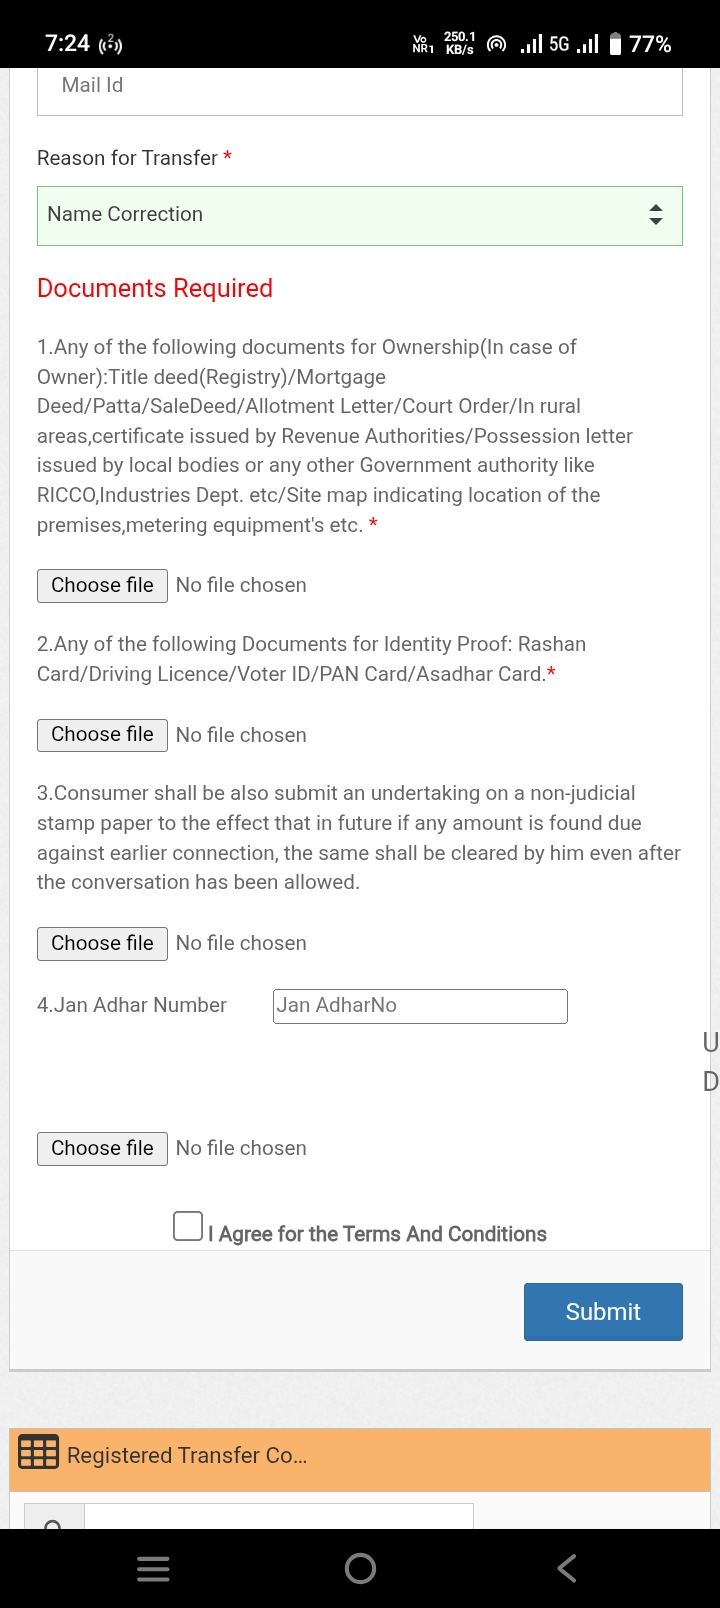 7:24
2
Vo
NR1
250.1
KB/s
5G
77%
Mail Id
Reason for Transfer *
Name Correction
Documents Required
1.Any of the following documents for Ownership(In case of
Owner):Title deed(Registry)/Mortgage
Deed/Patta/SaleDeed/Allotment Letter/Court Order/In rural
areas,certificate issued by Revenue Authorities/Possession letter
issued by local bodies or any other Government authority like
RICCO,Industries Dept. etc/Site map indicating location of the
premises,metering equipment's etc. *
Choose file No file chosen
2.Any of the following Documents for Identity Proof: Rashan
Card/Driving Licence/Voter ID/PAN Card/Asadhar Card.*
Choose file No file chosen
3.Consumer shall be also submit an undertaking on a non-judicial
stamp paper to the effect that in future if any amount is found due
against earlier connection, the same shall be cleared by him even after
the conversation has been allowed.
Choose file No file chosen
4.Jan Adhar Number Jan AdharNo
U
D
Choose file No file chosen
I Agree for the Terms And Conditions
Submit
Registered Transfer Co...